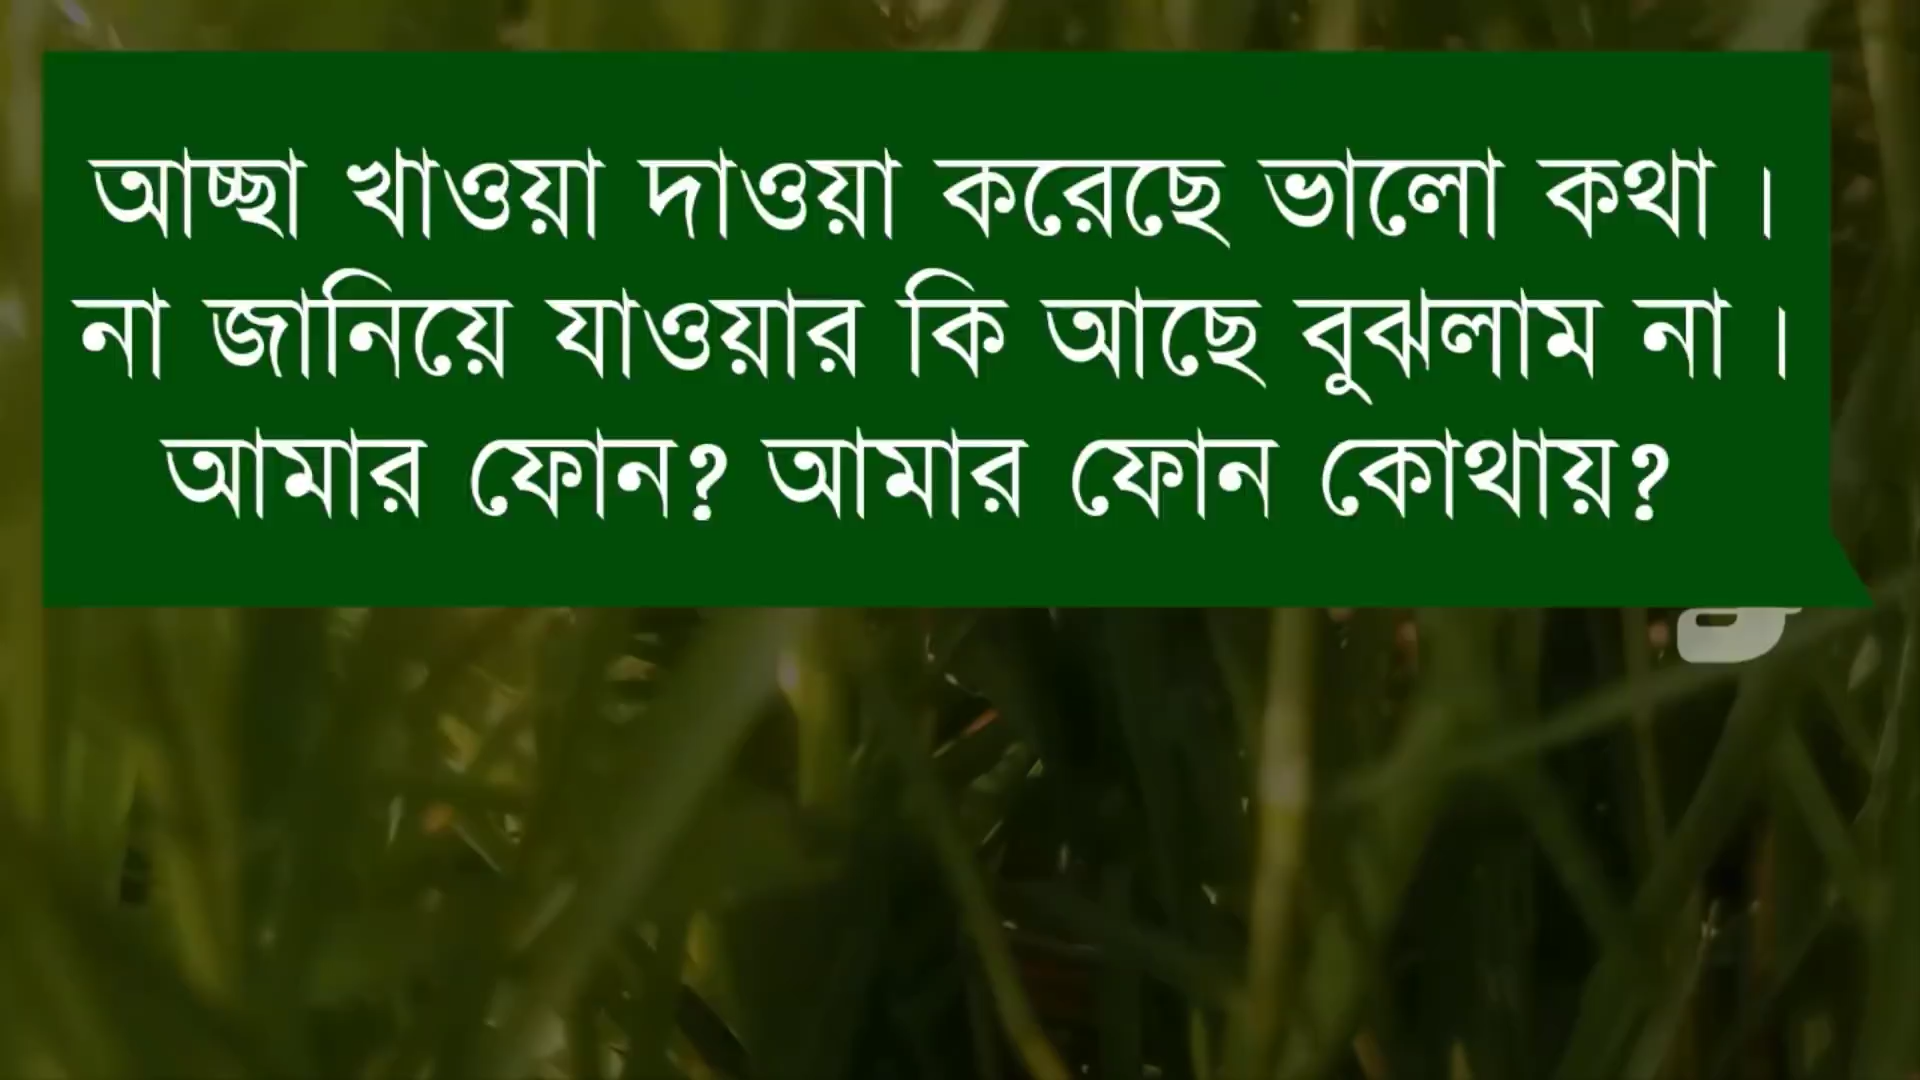 আচ্ছা খাওয়া দাওয়া করেছে ভালো কথা ।
না জানিয়ে যাওয়ার কি আছে বুঝলাম না ।
আমার ফোন? আমার ফোন কোথায়?